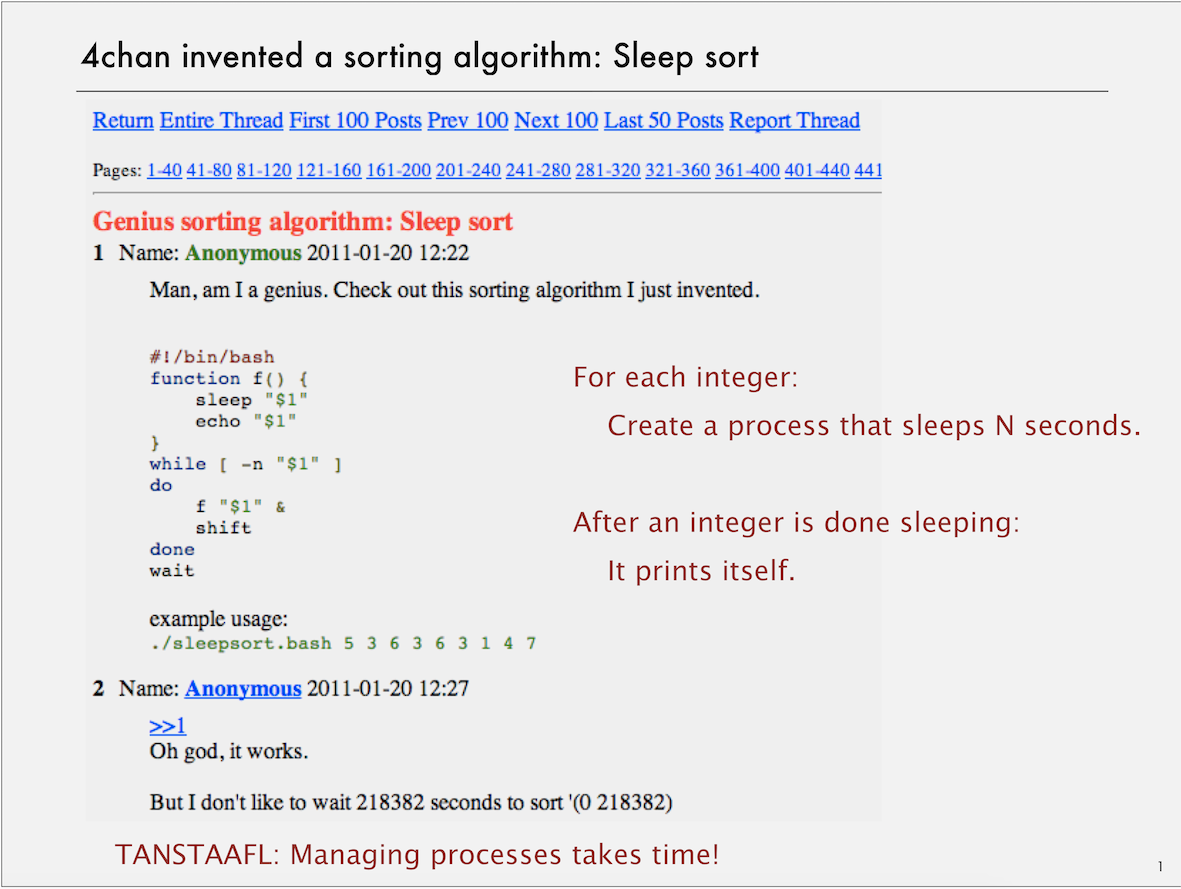 4chan invented a sorting algorithm: Sleep sort
Return Entire Thread First 100 Posts Prev 100 Next 100 Last 50 Posts Report Thread
Pages: 1-40 41-80 81-120 121-160 161-200 201-240 241-280 281-320 321-360 361-400 401-440 441
Genius sorting algorithm: Sleep sort
1 Name: Anonymous 2011-01-20 12:22
Man, am I a genius. Check out this sorting algorithm I just invented.
#!/bin/bash
function f() {
    sleep "$1"
    echo "$1"
}
while [ -n "$1" ]
do
    f "$1" &
    shift
done
wait
example usage:
./sleepsort.bash 5 3 6 3 6 3 1 4 7
For each integer:
Create a process that sleeps N seconds.
After an integer is done sleeping:
It prints itself.
2 Name: Anonymous 2011-01-20 12:27
>>1
Oh god, it works.
But I don't like to wait 218382 seconds to sort '(0 218382)
TANSTAAFL: Managing processes takes time!
1